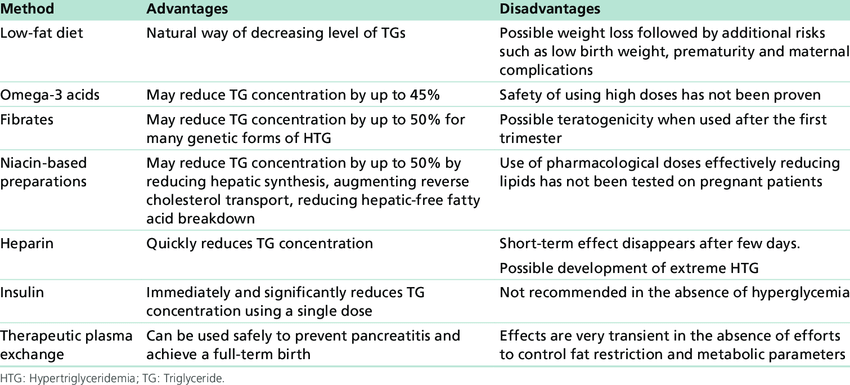 Method Advantages Disadvantages
Low-fat diet Natural way of decreasing level of TGs Possible weight loss followed by additional risks
such as low birth weight, prematurity and maternal
complications
Omega-3 acids May reduce TG concentration by up to 45% Safety of using high doses has not been proven
Fibrates May reduce TG concentration by up to 50% for Possible teratogenicity when used after the first
many genetic forms of HTG trimester
Niacin-based May reduce TG concentration by up to 50% by Use of pharmacological doses effectively reducing
preparations reducing hepatic synthesis, augmenting reverse lipids has not been tested on pregnant patients
cholesterol transport, reducing hepatic-free fatty
acid breakdown
Heparin Quickly reduces TG concentration Short-term effect disappears after few days.
Possible development of extreme HTG
Insulin Immediately and significantly reduces TG Not recommended in the absence of hyperglycemia
concentration using a single dose
Therapeutic plasma Can be used safely to prevent pancreatitis and Effects are very transient in the absence of efforts
exchange achieve a full-term birth to control fat restriction and metabolic parameters
HTG: Hypertriglyceridemia; TG: Triglyceride.